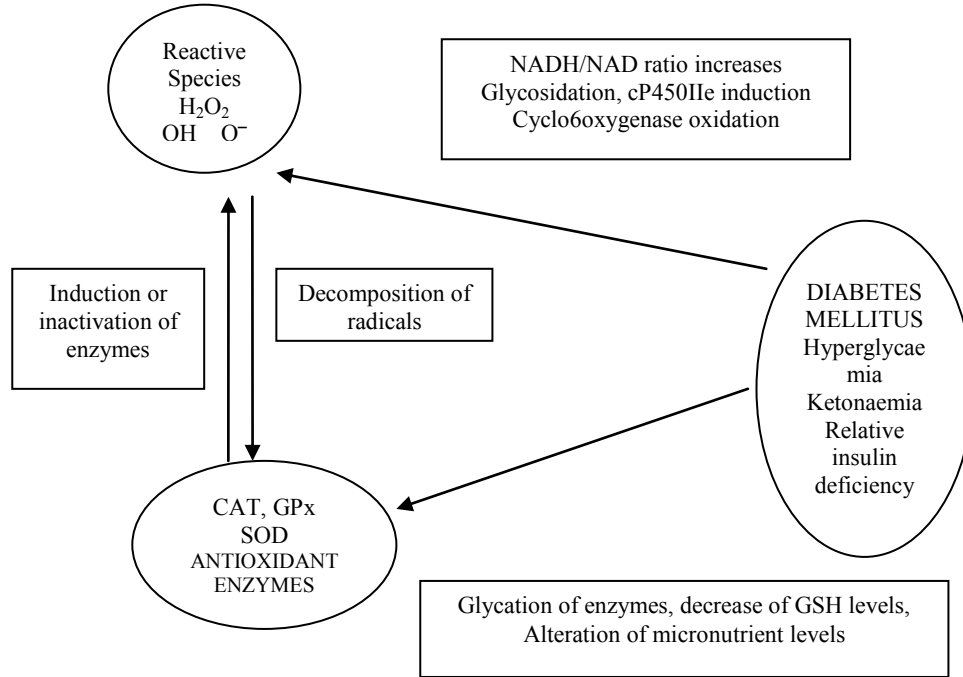 Reactive
Species
H₂O₂
OH O⁻
NADH/NAD ratio increases
Glycosidation, cP450IIe induction
Cyclo6oxygenase oxidation
Induction or
inactivation of
enzymes
Decomposition of
radicals
DIABETES
MELLITUS
Hyperglycae
mia
Ketonaemia
Relative
insulin
deficiency
CAT, GPx
SOD
ANTIOXIDANT
ENZYMES
Glycation of enzymes, decrease of GSH levels,
Alteration of micronutrient levels